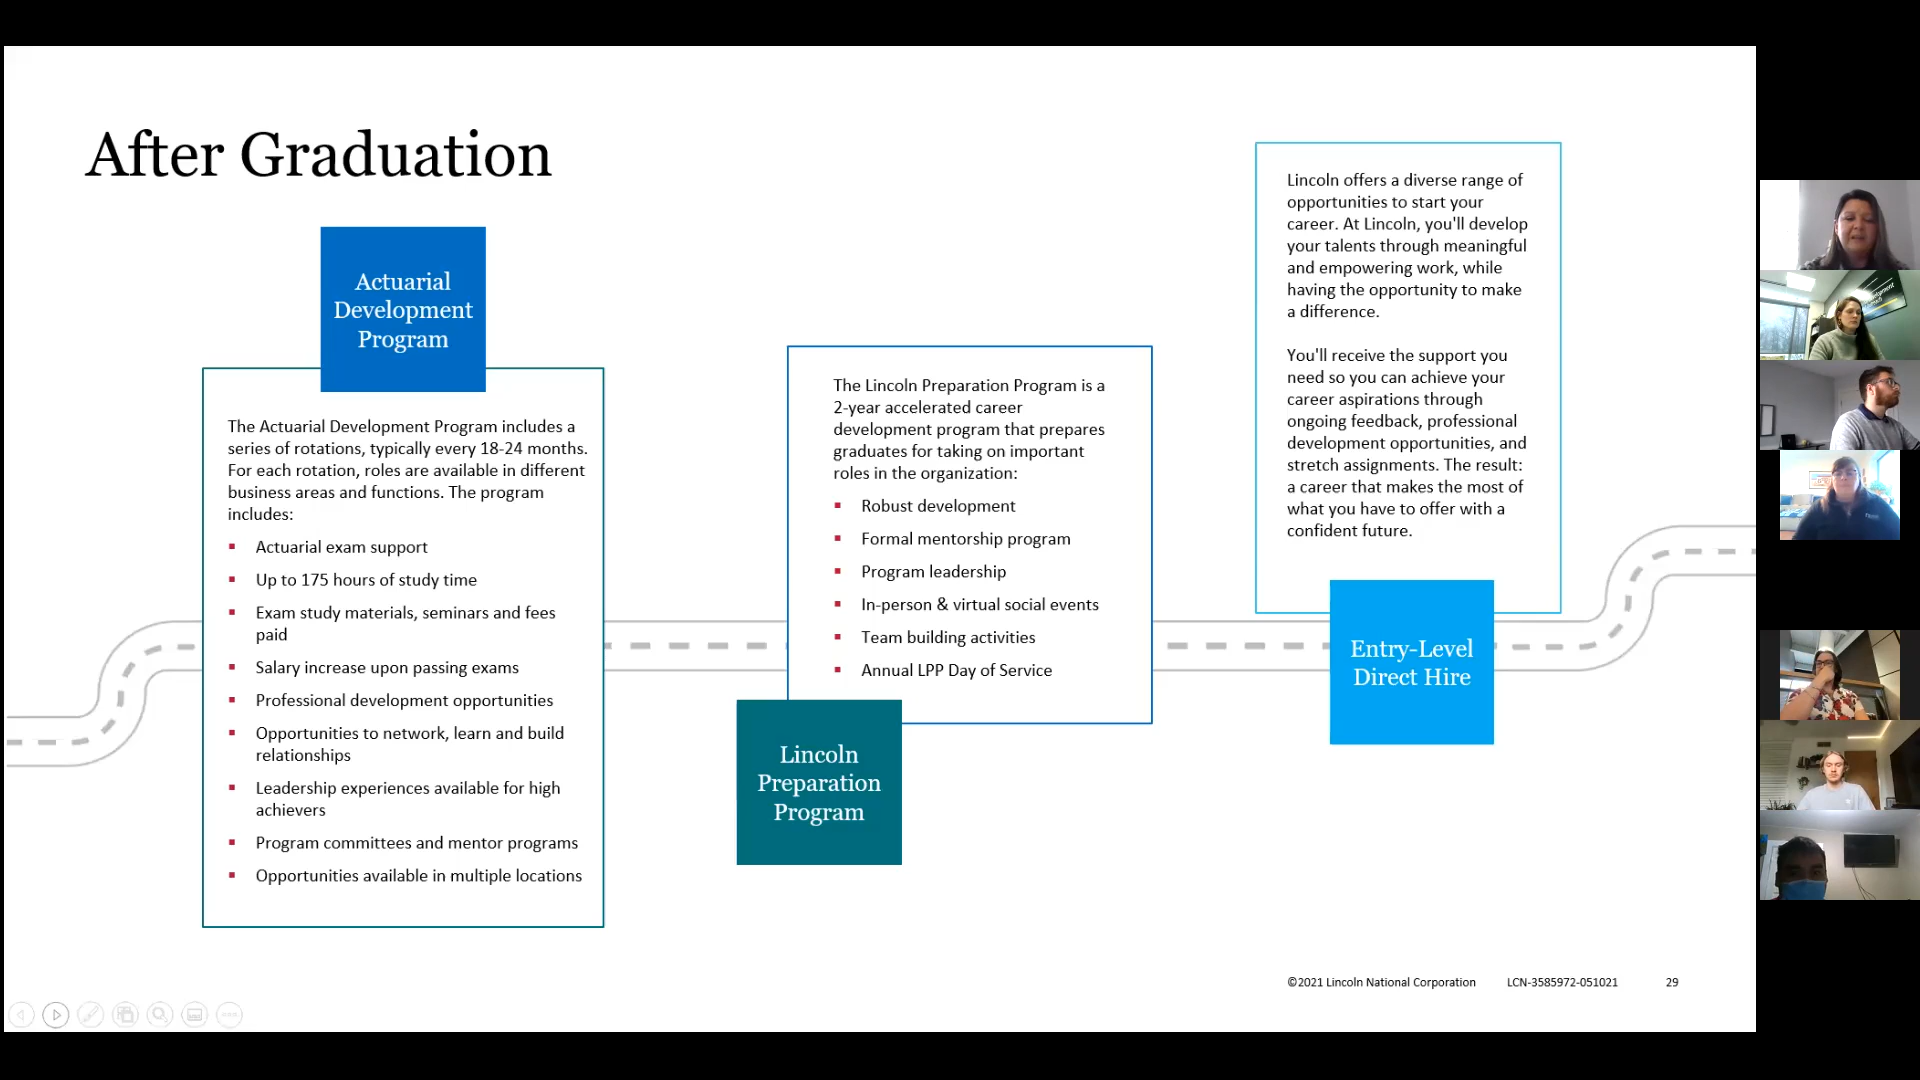 After Graduation
Actuarial
Development
Program
The Actuarial Development Program includes a
series of rotations, typically every 18-24 months.
For each rotation, roles are available in different
business areas and functions. The program
includes:
▪ Actuarial exam support
▪ Up to 175 hours of study time
▪ Exam study materials, seminars and fees
paid
▪ Salary increase upon passing exams
▪ Professional development opportunities
▪ Opportunities to network, learn and build
relationships
▪ Leadership experiences available for high
achievers
▪ Program committees and mentor programs
▪ Opportunities available in multiple locations
The Lincoln Preparation Program is a
2-year accelerated career
development program that prepares
graduates for taking on important
roles in the organization:
▪ Robust development
▪ Formal mentorship program
▪ Program leadership
▪ In-person & virtual social events
▪ Team building activities
▪ Annual LPP Day of Service
Lincoln
Preparation
Program
Lincoln offers a diverse range of
opportunities to start your
career. At Lincoln, you'll develop
your talents through meaningful
and empowering work, while
having the opportunity to make
a difference.
You'll receive the support you
need so you can achieve your
career aspirations through
ongoing feedback, professional
development opportunities, and
stretch assignments. The result:
a career that makes the most of
what you have to offer with a
confident future.
Entry-Level
Direct Hire
©2021 Lincoln National Corporation LCN-3585972-051021 29